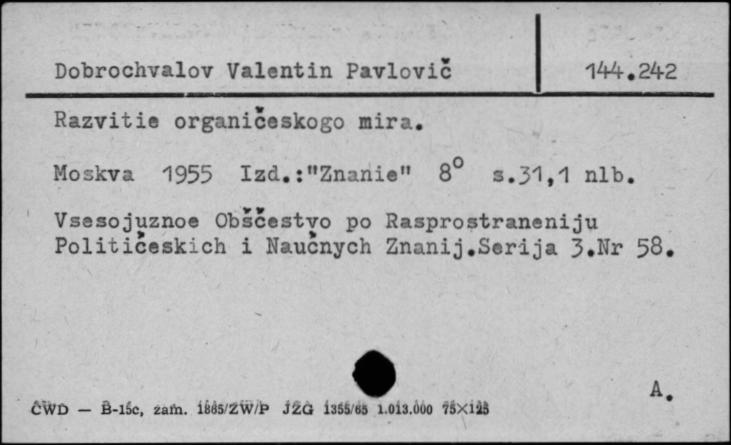 Dobrochvalov Valentin Pavlovič 144.242
Razvitie organičeskogo mira.
Moskva 1955 Izd.:"Znanie" 8° s.31,1 nlb.
Vsesojuznoe Obščestvo po Rasprostraneniju
Političeskich i Naučnych Znanij.Serija 3.Nr 58.
A.
ČWD — B-15c, zam. 1865/ZW/P JZG 1355/65 1.013.000 75×125